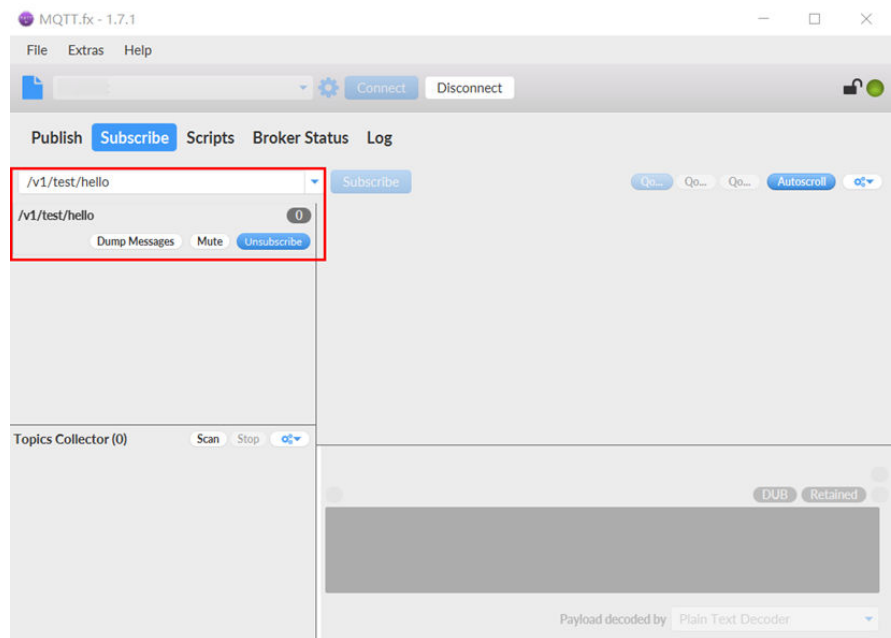 MQTT.fx - 1.7.1
File Extras Help
Connect Disconnect
Publish Subscribe Scripts Broker Status Log
/v1/test/hello Subscribe Qo... Qo... Qo... Autoscroll
/v1/test/hello 0
Dump Messages Mute Unsubscribe
Topics Collector (0) Scan Stop
DUB Retained
Payload decoded by Plain Text Decoder